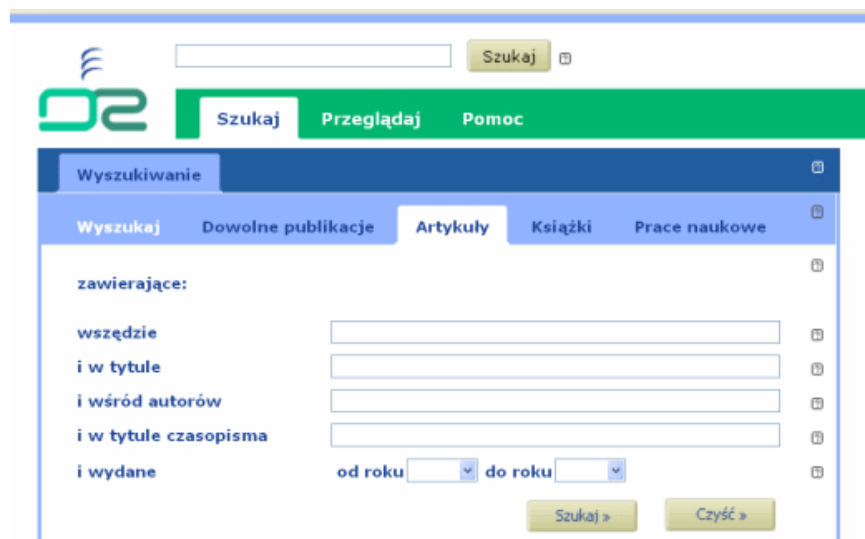 Szukaj
Szukaj Przeglądaj Pomoc
Wyszukiwanie
Wyszukaj Dowolne publikacje Artykuły Książki Prace naukowe
zawierające:
wszędzie
i w tytule
i wśród autorów
i w tytule czasopisma
i wydane od roku do roku
Szukaj » Czyść »